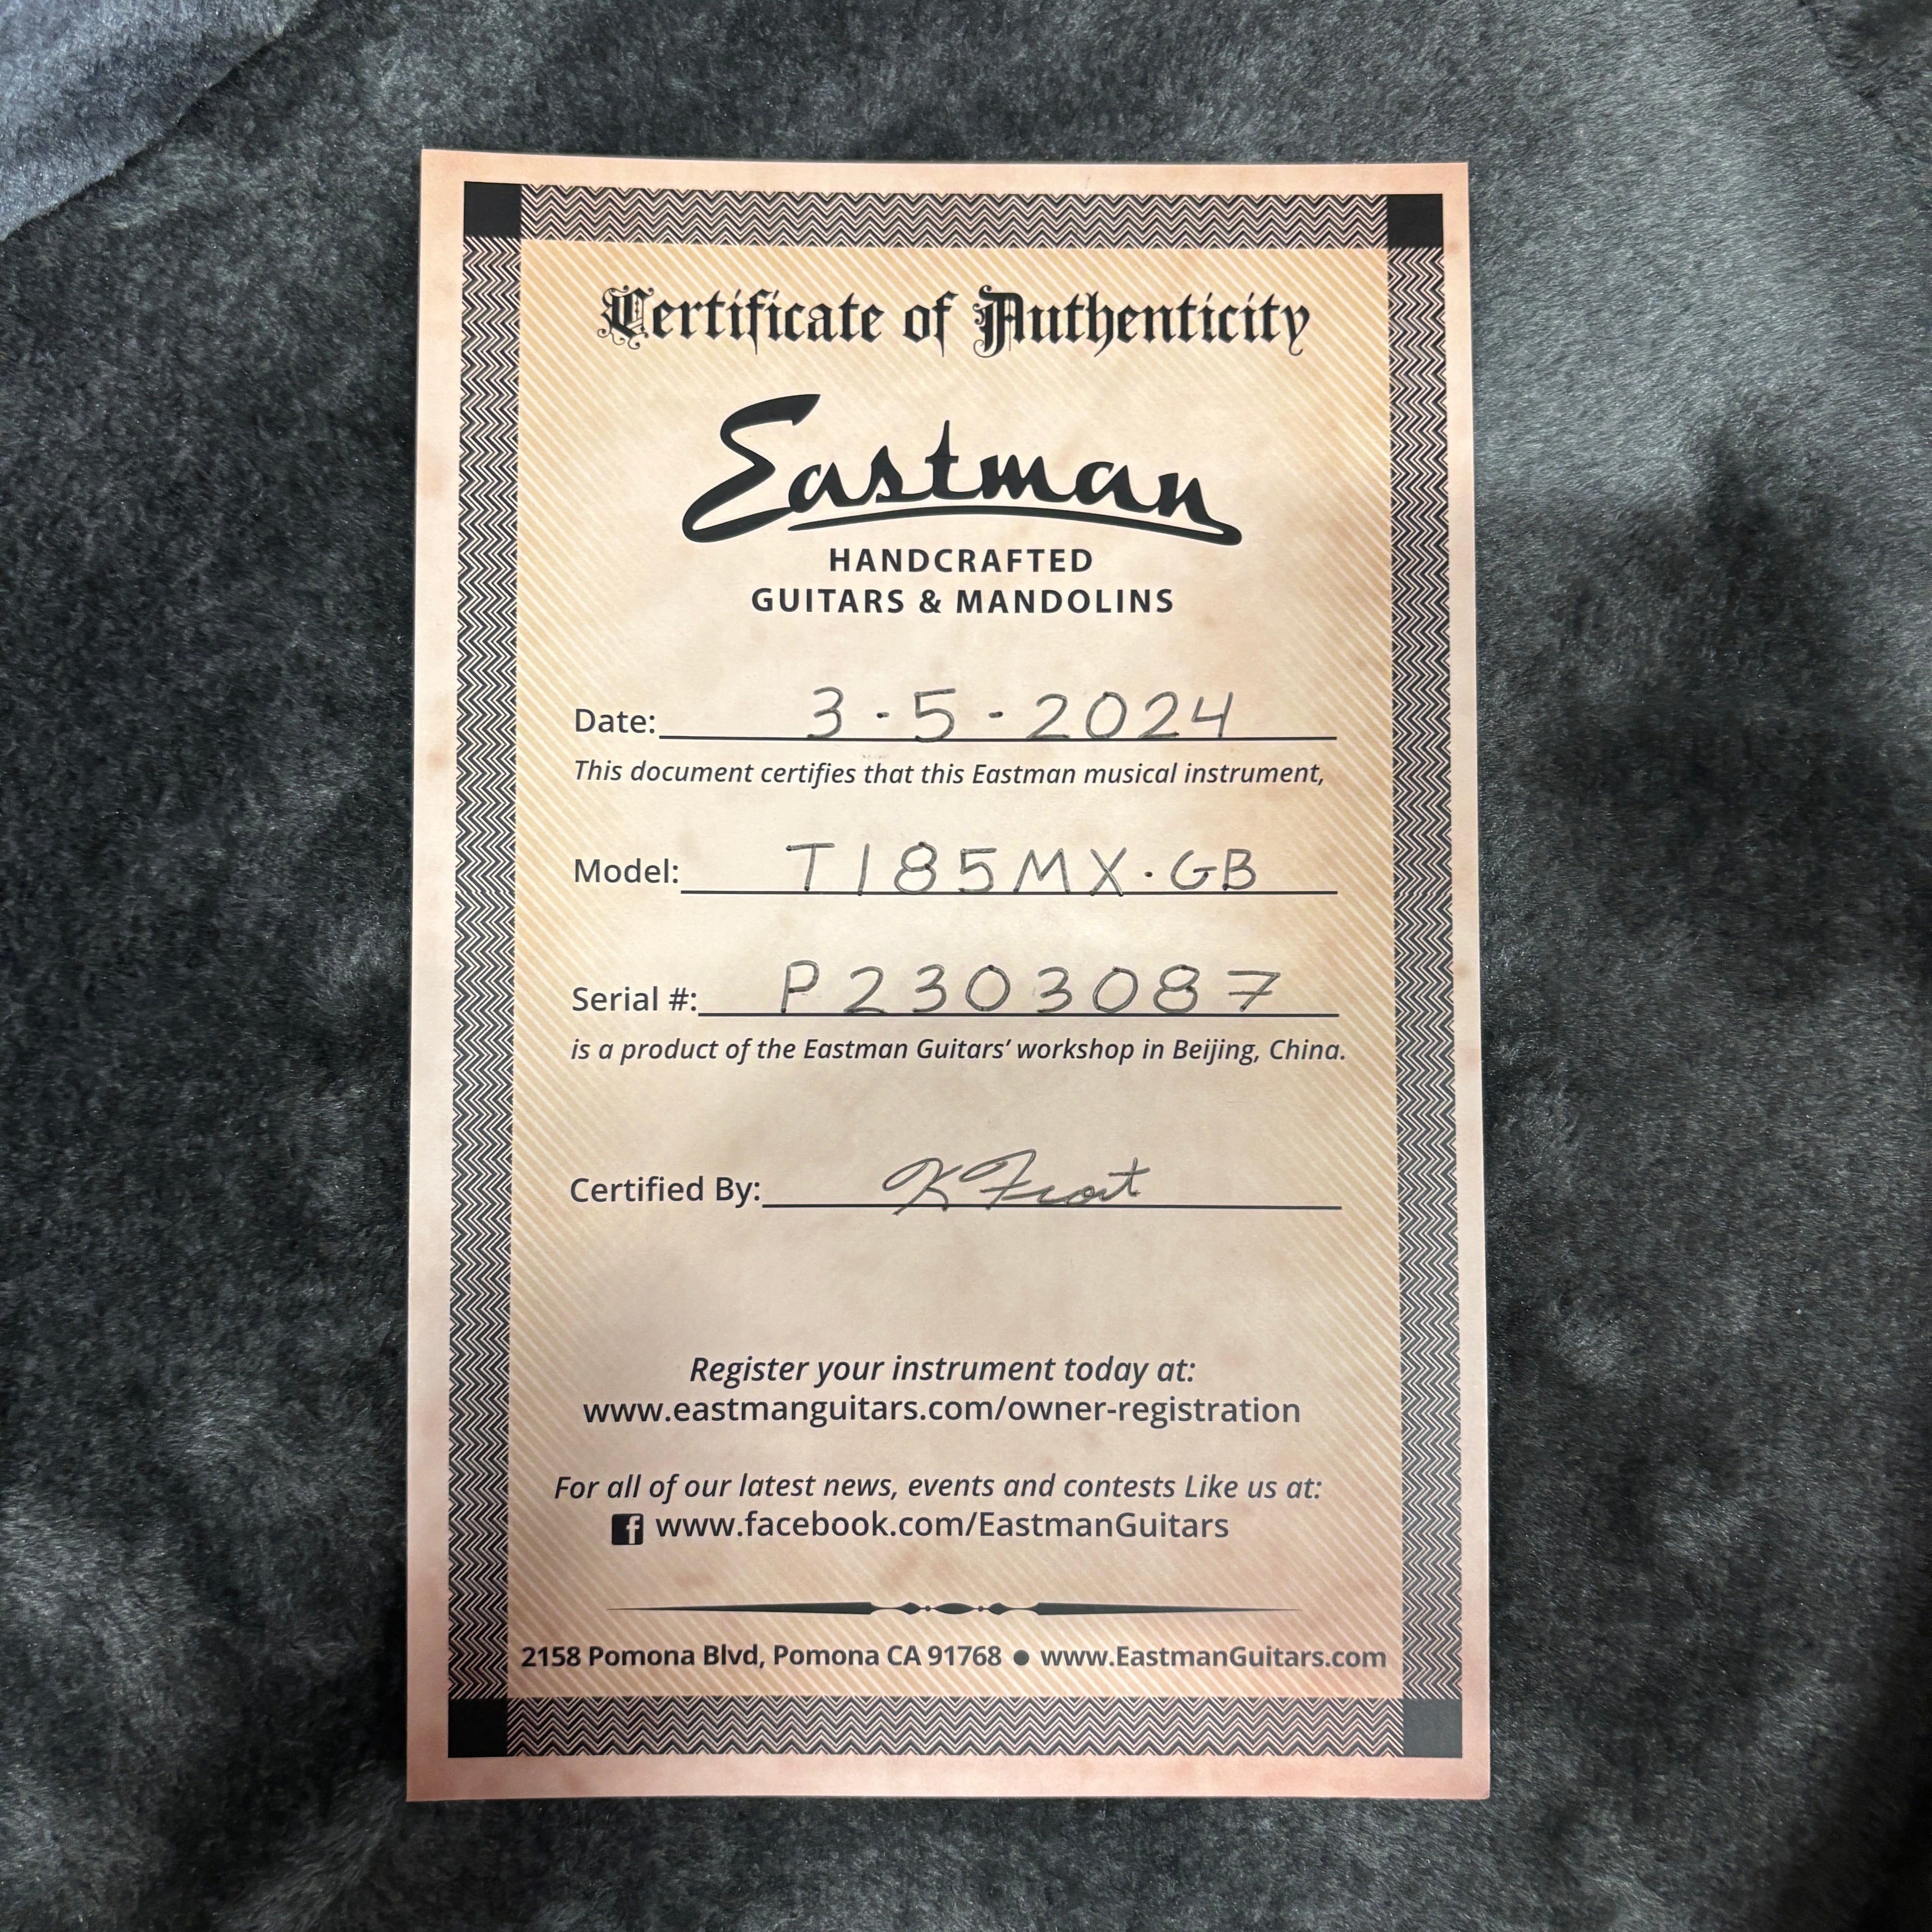 Certificate of Authenticity
Eastman
HANDCRAFTED
GUITARS & MANDOLINS
Date: 3-5-2024
This document certifies that this Eastman musical instrument,
Model: T185MX·GB
Serial #: P2303087
is a product of the Eastman Guitars’ workshop in Beijing, China.
Certified By: K Frost
Register your instrument today at:
www.eastmanguitars.com/owner-registration
For all of our latest news, events and contests Like us at:
f www.facebook.com/EastmanGuitars
2158 Pomona Blvd, Pomona CA 91768 ● www.EastmanGuitars.com